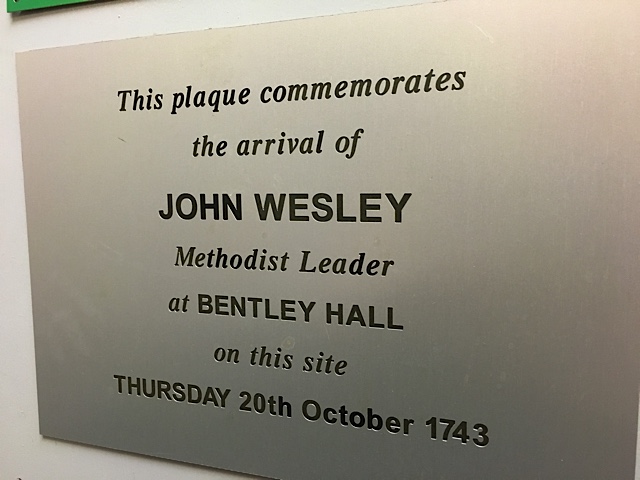 This plaque commemorates
the arrival of
JOHN WESLEY
Methodist Leader
at BENTLEY HALL
on this site
THURSDAY 20th October 1743